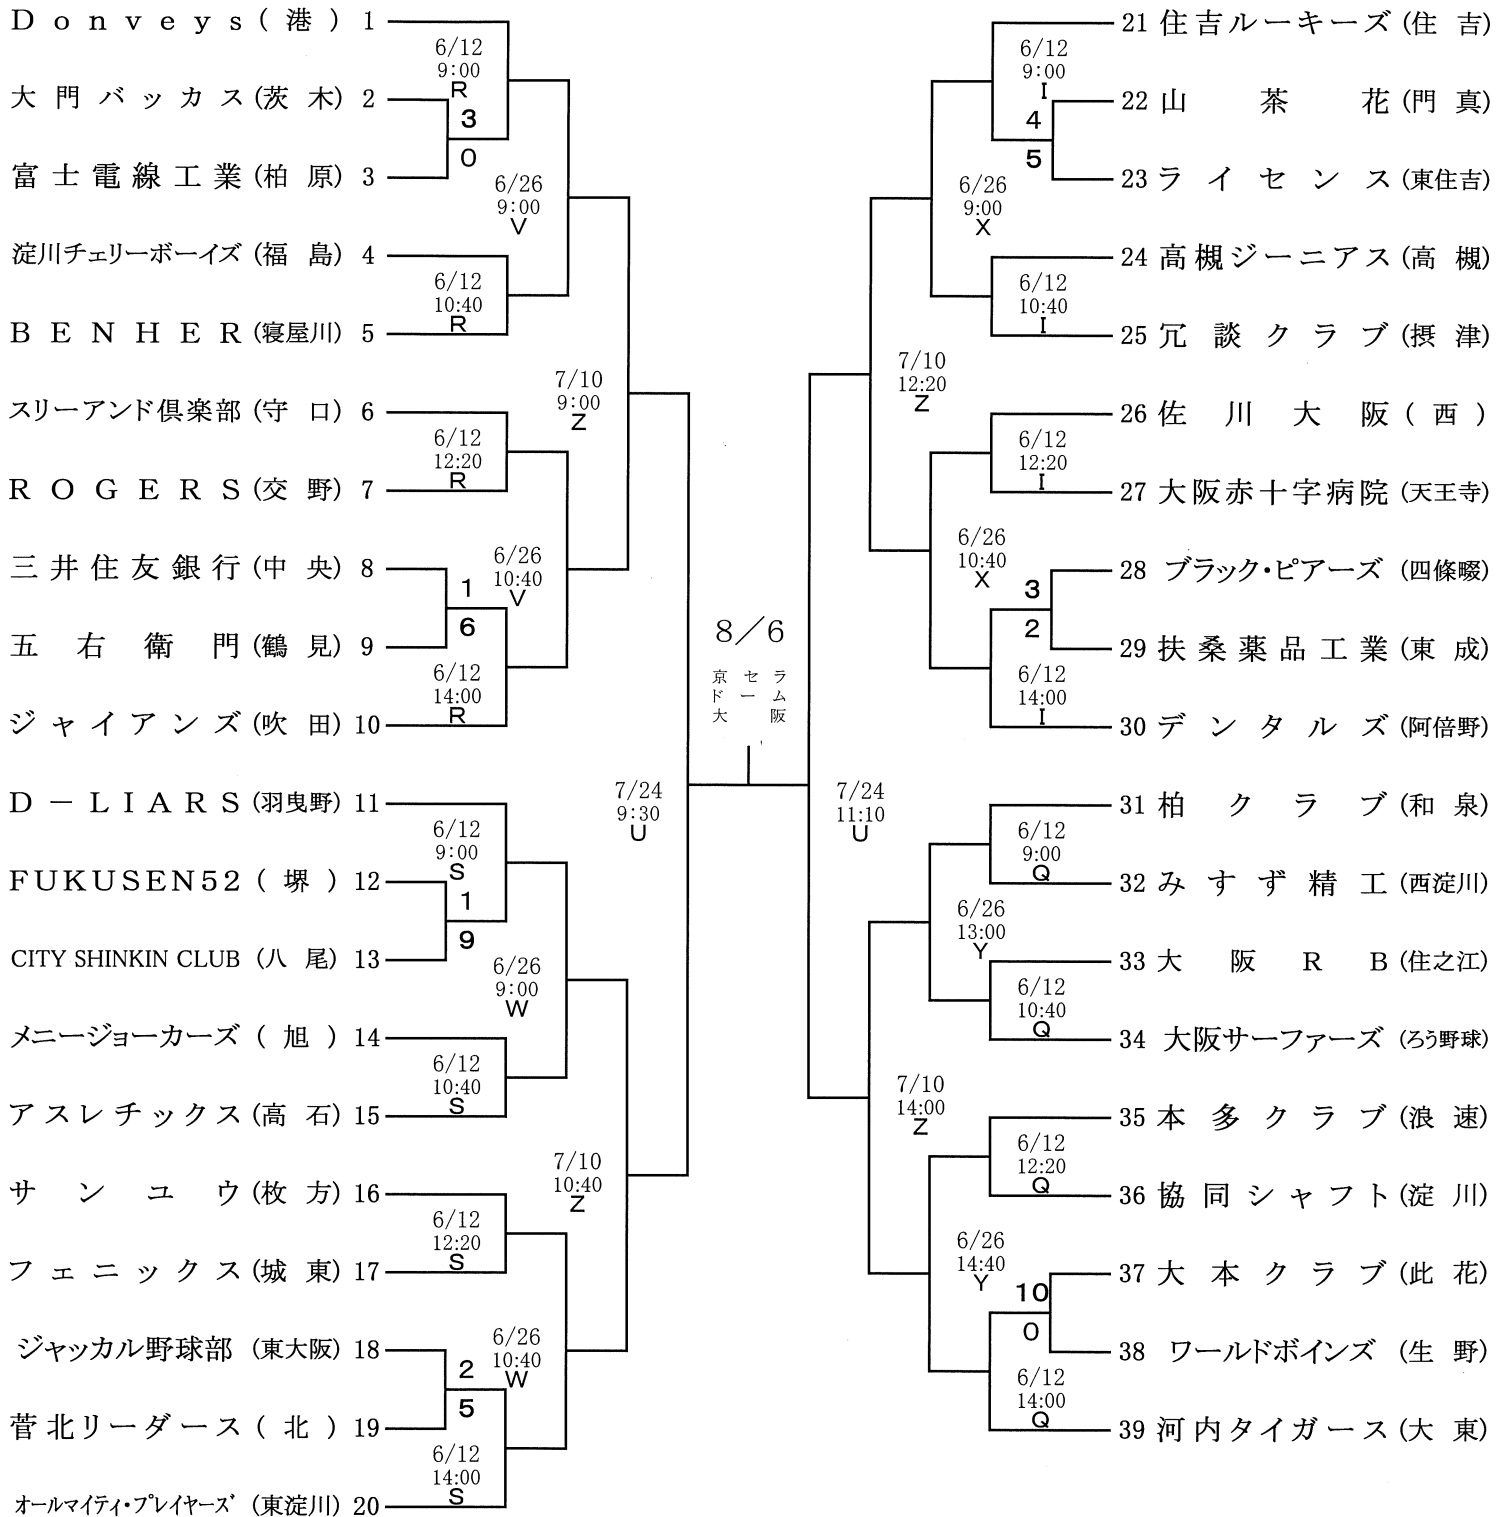 Donveys(港) 1
6/12
9:00
R
大門バッカス(茨木) 2
3
0
富士電線工業(柏原) 3
6/26
9:00
V
淀川チェリーボーイズ(福島) 4
6/12
10:40
R
BENHER(寝屋川) 5
7/10
9:00
Z
スリーアンド倶楽部(守口) 6
6/12
12:20
R
ROGERS(交野) 7
6/26
10:40
V
三井住友銀行(中央) 8
1
6
五右衛門(鶴見) 9
6/12
14:00
R
ジャイアンズ(吹田) 10
7/24
9:30
U
D-LIARS(羽曳野) 11
6/12
9:00
S
FUKUSEN52(堺) 12
1
9
CITY SHINKIN CLUB(八尾) 13
6/26
9:00
W
メニージョーカーズ(旭) 14
6/12
10:40
S
アスレチックス(高石) 15
7/10
10:40
Z
サンユウ(枚方) 16
6/12
12:20
S
フェニックス(城東) 17
6/26
10:40
W
ジャッカル野球部(東大阪) 18
2
5
菅北リーダース(北) 19
6/12
14:00
S
オールマイティ・プレイヤーズ(東淀川) 20
8/6
京セラ
ドーム
大阪
21 住吉ルーキーズ(住吉)
6/12
9:00
I
22 山茶花(門真)
4
5
23 ライセンス(東住吉)
6/26
9:00
X
24 高槻ジーニアス(高槻)
6/12
10:40
I
25 冗談クラブ(摂津)
7/10
12:20
Z
26 佐川大阪(西)
6/12
12:20
I
27 大阪赤十字病院(天王寺)
6/26
10:40
X
28 ブラック・ピアーズ(四條畷)
3
2
29 扶桑薬品工業(東成)
6/12
14:00
I
30 デンタルズ(阿倍野)
7/24
11:10
U
31 柏クラブ(和泉)
6/12
9:00
Q
32 みすず精工(西淀川)
6/26
13:00
Y
33 大阪RB(住之江)
6/12
10:40
Q
34 大阪サーファーズ(ろう野球)
7/10
14:00
Z
35 本多クラブ(浪速)
6/12
12:20
Q
36 協同シャフト(淀川)
6/26
14:40
Y
37 大本クラブ(此花)
10
0
38 ワールドボインズ(生野)
6/12
14:00
Q
39 河内タイガース(大東)